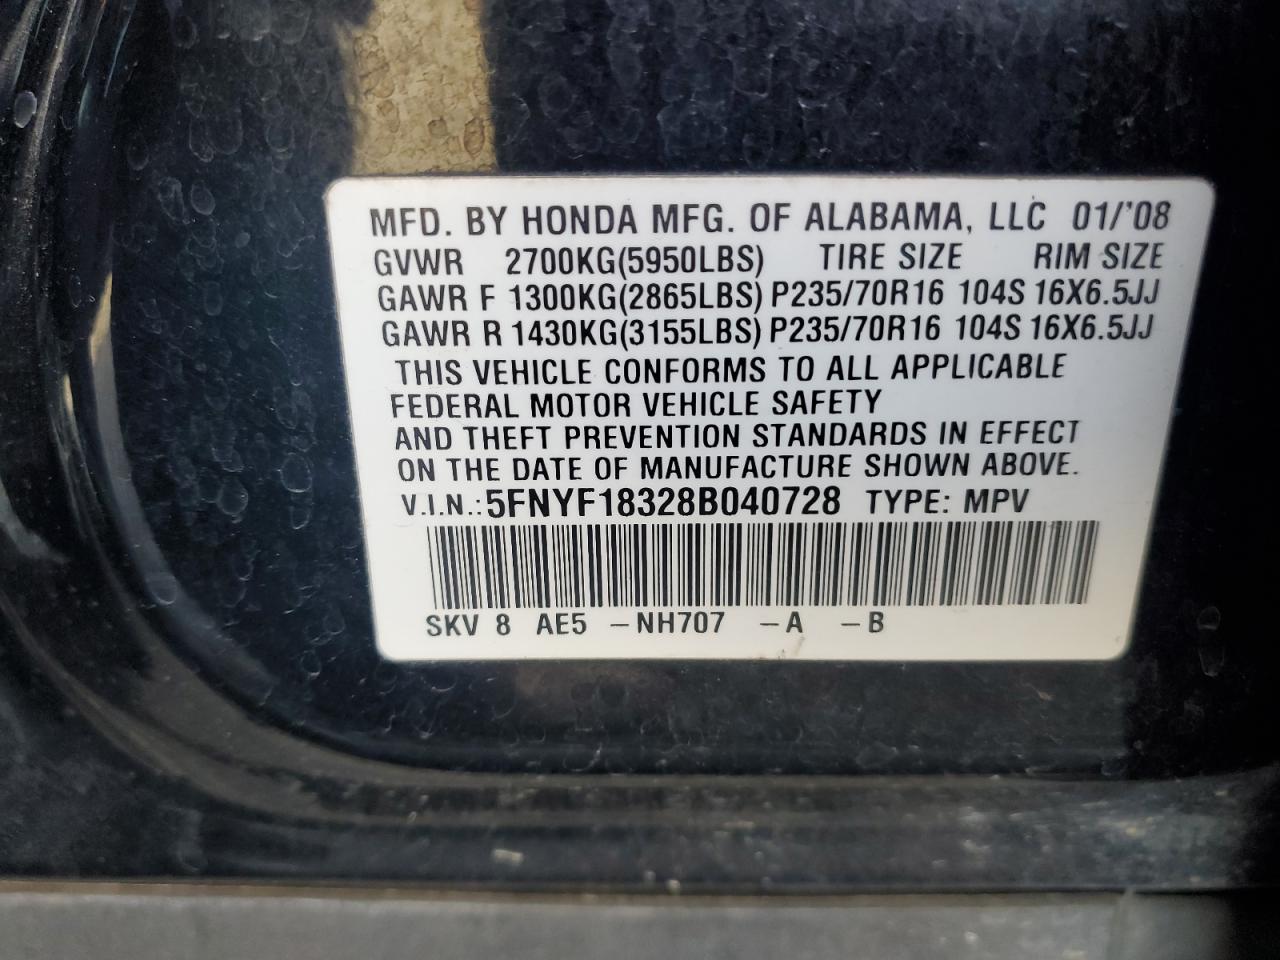 MFD. BY HONDA MFG. OF ALABAMA, LLC 01/'08
GVWR 2700KG(5950LBS) TIRE SIZE RIM SIZE
GAWR F 1300KG(2865LBS) P235/70R16 104S 16X6.5JJ
GAWR R 1430KG(3155LBS) P235/70R16 104S 16X6.5JJ
THIS VEHICLE CONFORMS TO ALL APPLICABLE
FEDERAL MOTOR VEHICLE SAFETY
AND THEFT PREVENTION STANDARDS IN EFFECT
ON THE DATE OF MANUFACTURE SHOWN ABOVE.
V.I.N.: 5FNYF18328B040728 TYPE: MPV
SKV 8 AE5 –NH707 –A –B